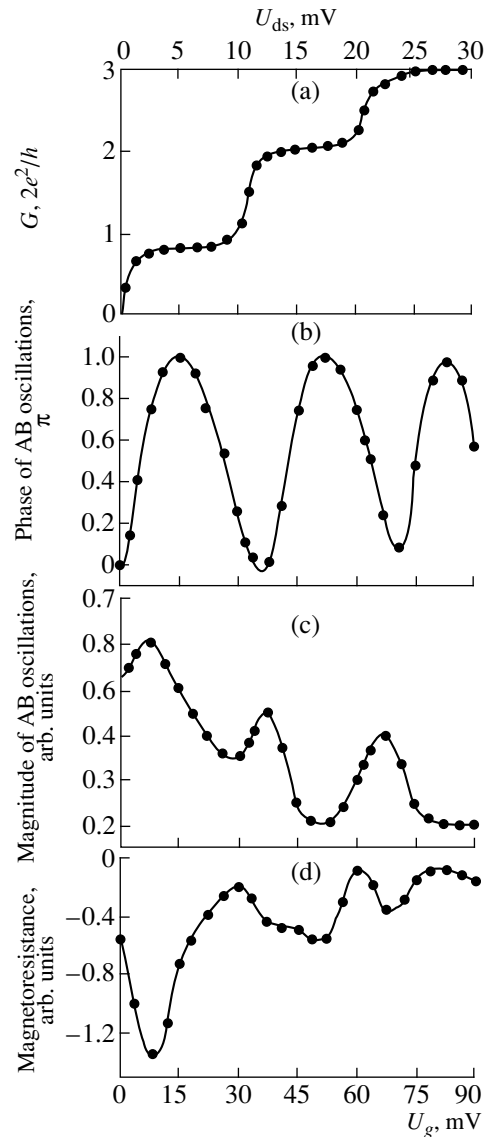 U_ds, mV
0 5 10 15 20 25 30
(a)
3
2
1
0
G, 2e²/h
(b)
1.0
0.8
0.6
0.4
0.2
0
Phase of AB oscillations,
π
(c)
0.7
0.8
0.6
0.4
0.3
0.2
Magnitude of AB oscillations,
arb. units
(d)
0
−0.4
−0.8
−1.2
Magnetoresistance,
arb. units
0 15 30 45 60 75 90
U_g, mV